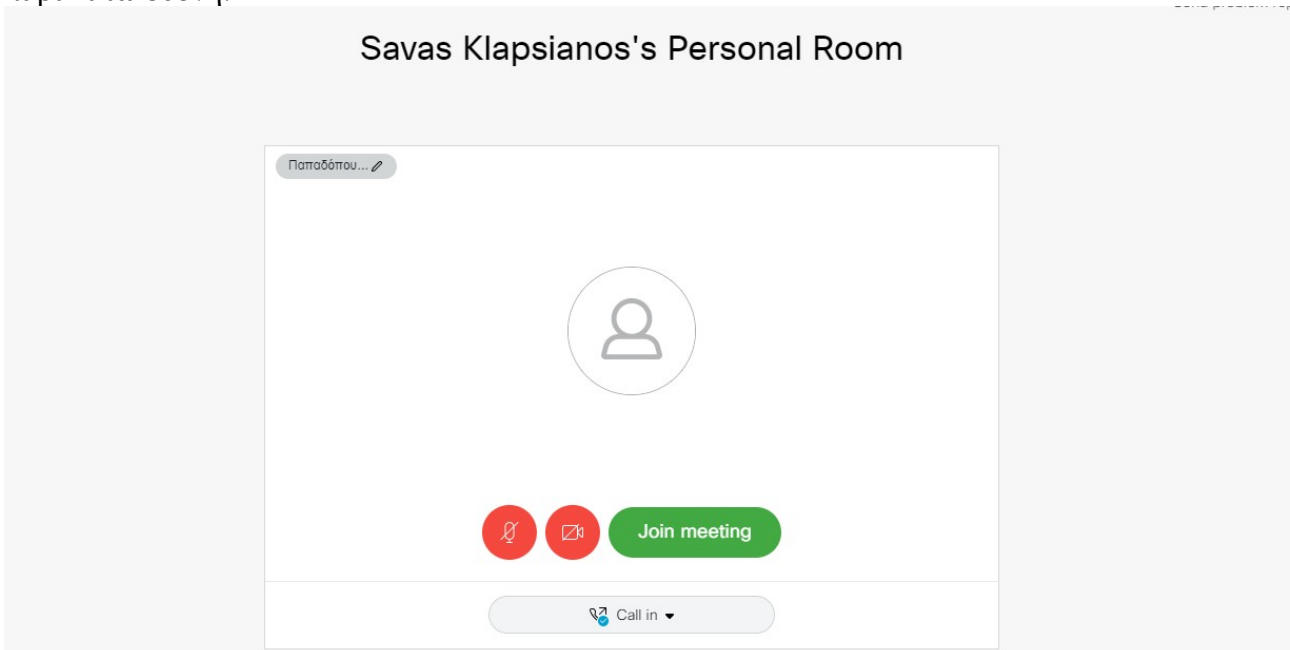 Savas Klapsianos's Personal Room
Παπαδόπου...
Join meeting
Call in